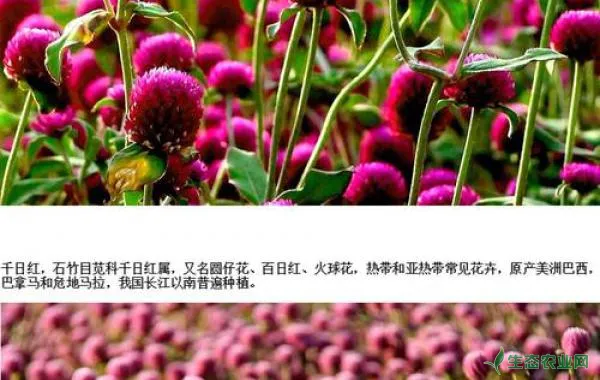 千日红，石竹目苋科千日红属，又名圆仔花、百日红、火球花，热带和亚热带常见花卉，原产美洲巴西，
巴拿马和危地马拉，我国长江以南普遍种植。
生态农业网